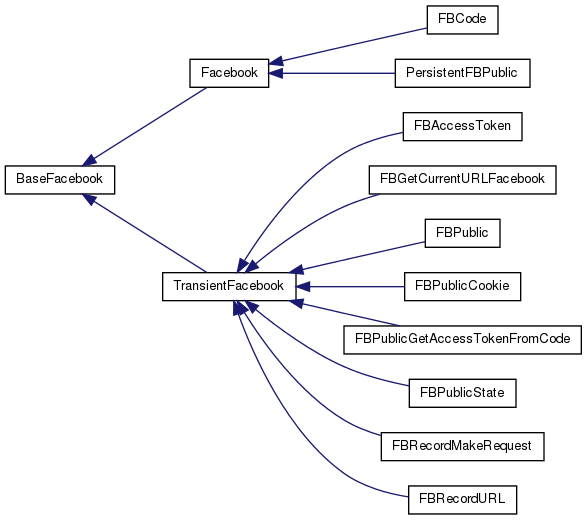 FBCode
Facebook
PersistentFBPublic
FBAccessToken
BaseFacebook
FBGetCurrentURLFacebook
FBPublic
TransientFacebook
FBPublicCookie
FBPublicGetAccessTokenFromCode
FBPublicState
FBRecordMakeRequest
FBRecordURL